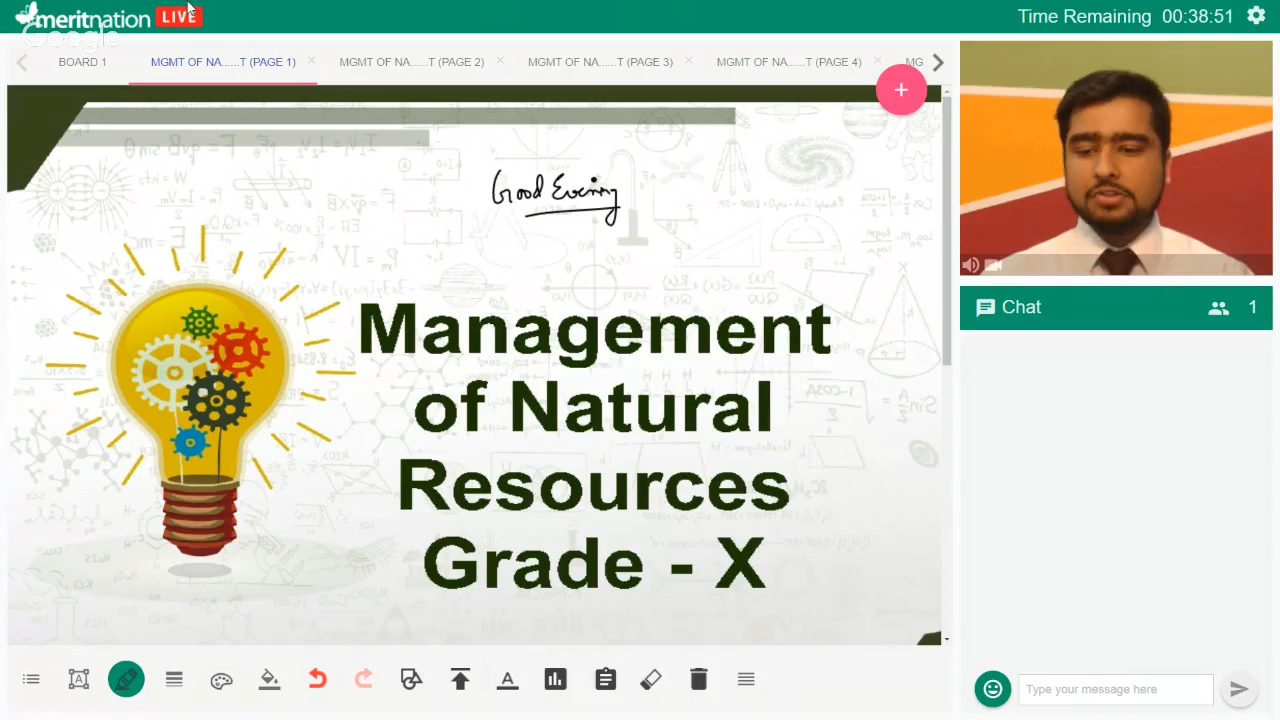 meritnation LIVE
Time Remaining 00:38:51
Google
BOARD 1
MGMT OF NA......T (PAGE 1)
MGMT OF NA......T (PAGE 2)
MGMT OF NA......T (PAGE 3)
MGMT OF NA......T (PAGE 4)
MG
Good Evening
Management
of Natural
Resources
Grade - X
Chat 1
Type your message here